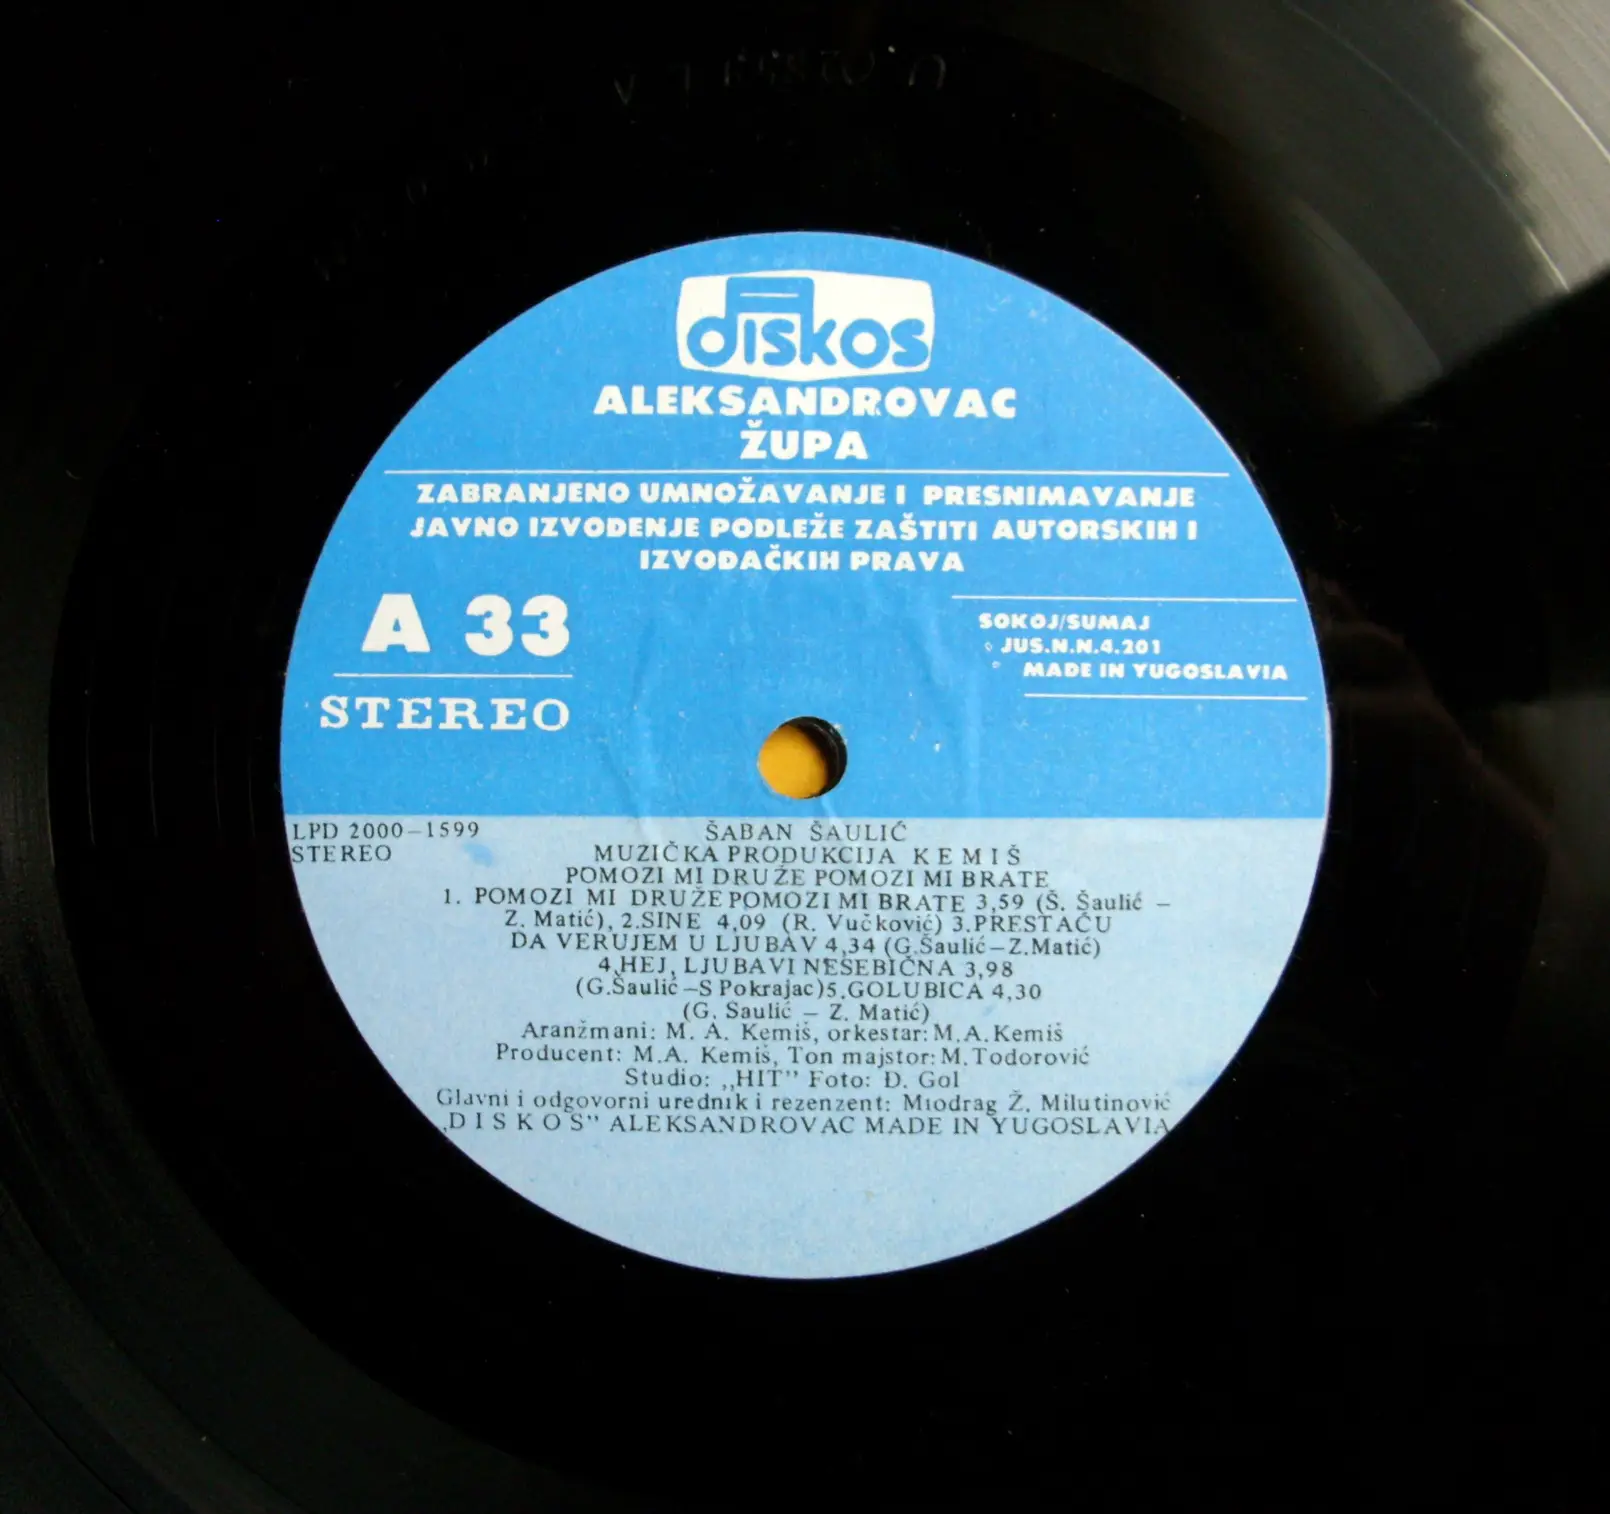 diskos
ALEKSANDROVAC
ŽUPA
ZABRANJENO UMNOŽAVANJE I PRESNIMAVANJE
JAVNO IZVOĐENJE PODLEŽE ZAŠTITI AUTORSKIH I
IZVOĐAČKIH PRAVA
A 33
STEREO
SOKOJ/SUMAJ
JUS.N.N.4.201
MADE IN YUGOSLAVIA
LPD 2000-1599
STEREO
ŠABAN ŠAULIĆ
MUZIČKA PRODUKCIJA KEMIŠ
POMOZI MI DRUŽE POMOZI MI BRATE
1. POMOZI MI DRUŽE POMOZI MI BRATE 3,59 (Š. Šaulić –
Z. Matić), 2.SINE 4,09 (R. Vučković) 3.PRESTAĆU
DA VERUJEM U LJUBAV 4,34 (G.Šaulić–Z.Matić)
4,HEJ, LJUBAVI NESEBIČNA 3,98
(G.Šaulić–S Pokrajac)5.GOLUBICA 4,30
(G. Saulić – Z. Matić)
Aranžmani: M. A. Kemiš, orkestar: M.A.Kemiš
Producent: M.A. Kemiš, Ton majstor: M.Todorović
Studio: „HIT" Foto: D. Gol
Glavni i odgovorni urednik i rezenzent: Miodrag Ž. Milutinović
„DISKOS" ALEKSANDROVAC MADE IN YUGOSLAVIA